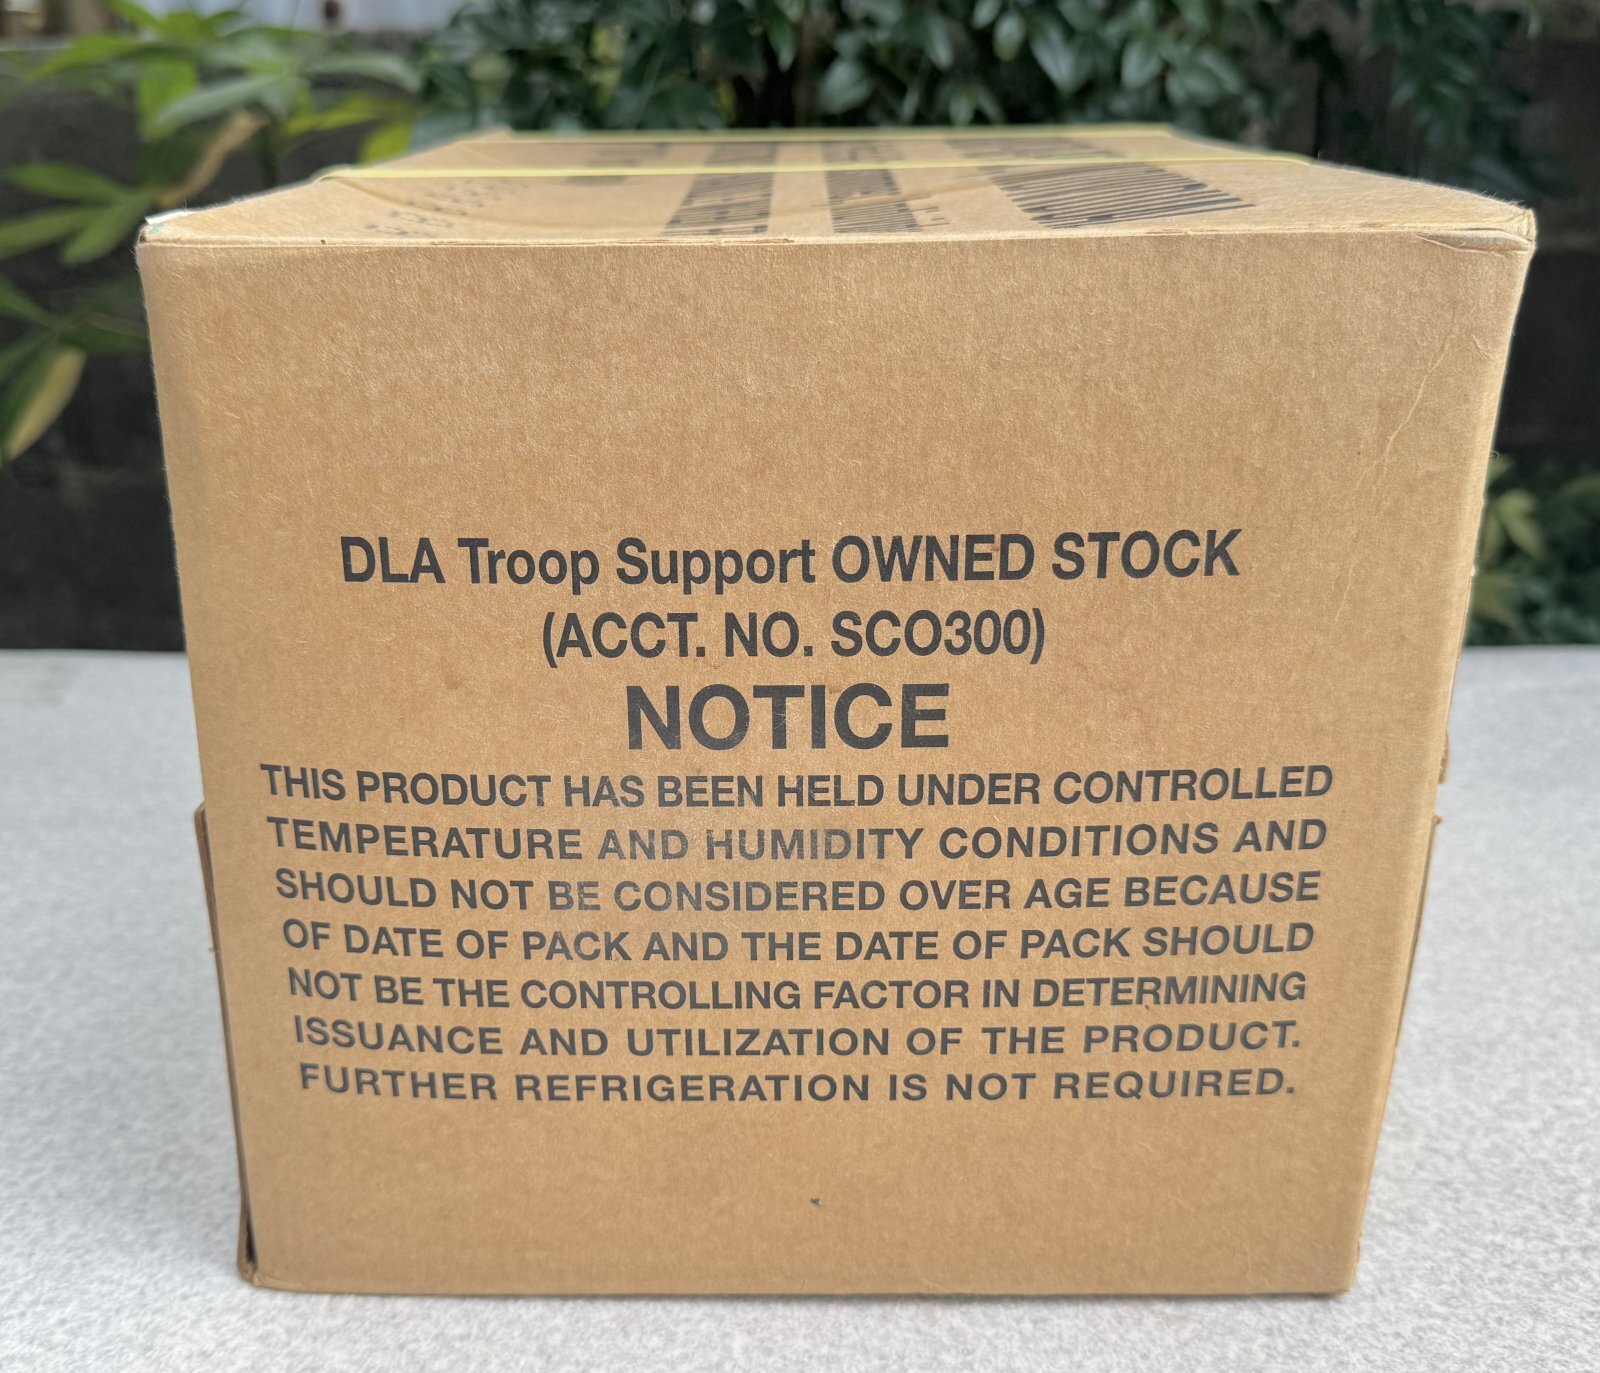 DLA Troop Support OWNED STOCK
(ACCT. NO. SCO300)
NOTICE
THIS PRODUCT HAS BEEN HELD UNDER CONTROLLED
TEMPERATURE AND HUMIDITY CONDITIONS AND
SHOULD NOT BE CONSIDERED OVER AGE BECAUSE
OF DATE OF PACK AND THE DATE OF PACK SHOULD
NOT BE THE CONTROLLING FACTOR IN DETERMINING
ISSUANCE AND UTILIZATION OF THE PRODUCT.
FURTHER REFRIGERATION IS NOT REQUIRED.